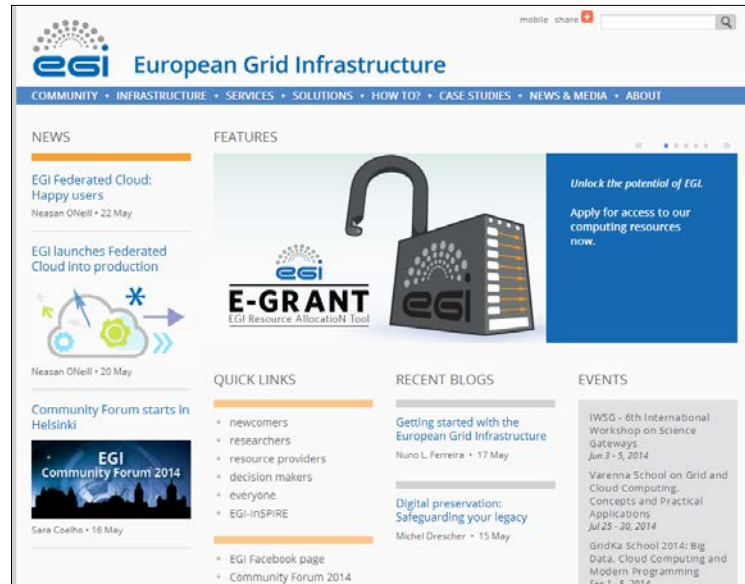 mobile share
egi
European Grid Infrastructure
COMMUNITY • INFRASTRUCTURE • SERVICES • SOLUTIONS • HOW TO? • CASE STUDIES • NEWS & MEDIA • ABOUT
NEWS
EGI Federated Cloud:
Happy users
Neasan ONeill • 22 May
EGI launches Federated
Cloud into production
Neasan ONeill • 20 May
Community Forum starts in
Helsinki
EGI
Community Forum 2014
Sara Coelho • 16 May
FEATURES
egi
E-GRANT
EGI Resource AllocatioN Tool
egi
Unlock the potential of EGI.
Apply for access to our
computing resources
now.
QUICK LINKS
newcomers
researchers
resource providers
decision makers
everyone
EGI-InSPIRE
EGI Facebook page
Community Forum 2014
RECENT BLOGS
Getting started with the
European Grid Infrastructure
Nuno L. Ferreira • 17 May
Digital preservation:
Safeguarding your legacy
Michel Drescher • 15 May
EVENTS
IWSG - 6th International
Workshop on Science
Gateways
Jun 3 - 5, 2014
Varenna School on Grid and
Cloud Computing,
Concepts and Practical
Applications
Jul 25 - 30, 2014
GridKa School 2014: Big
Data, Cloud Computing and
Modern Programming
Sep 1 - 5, 2014